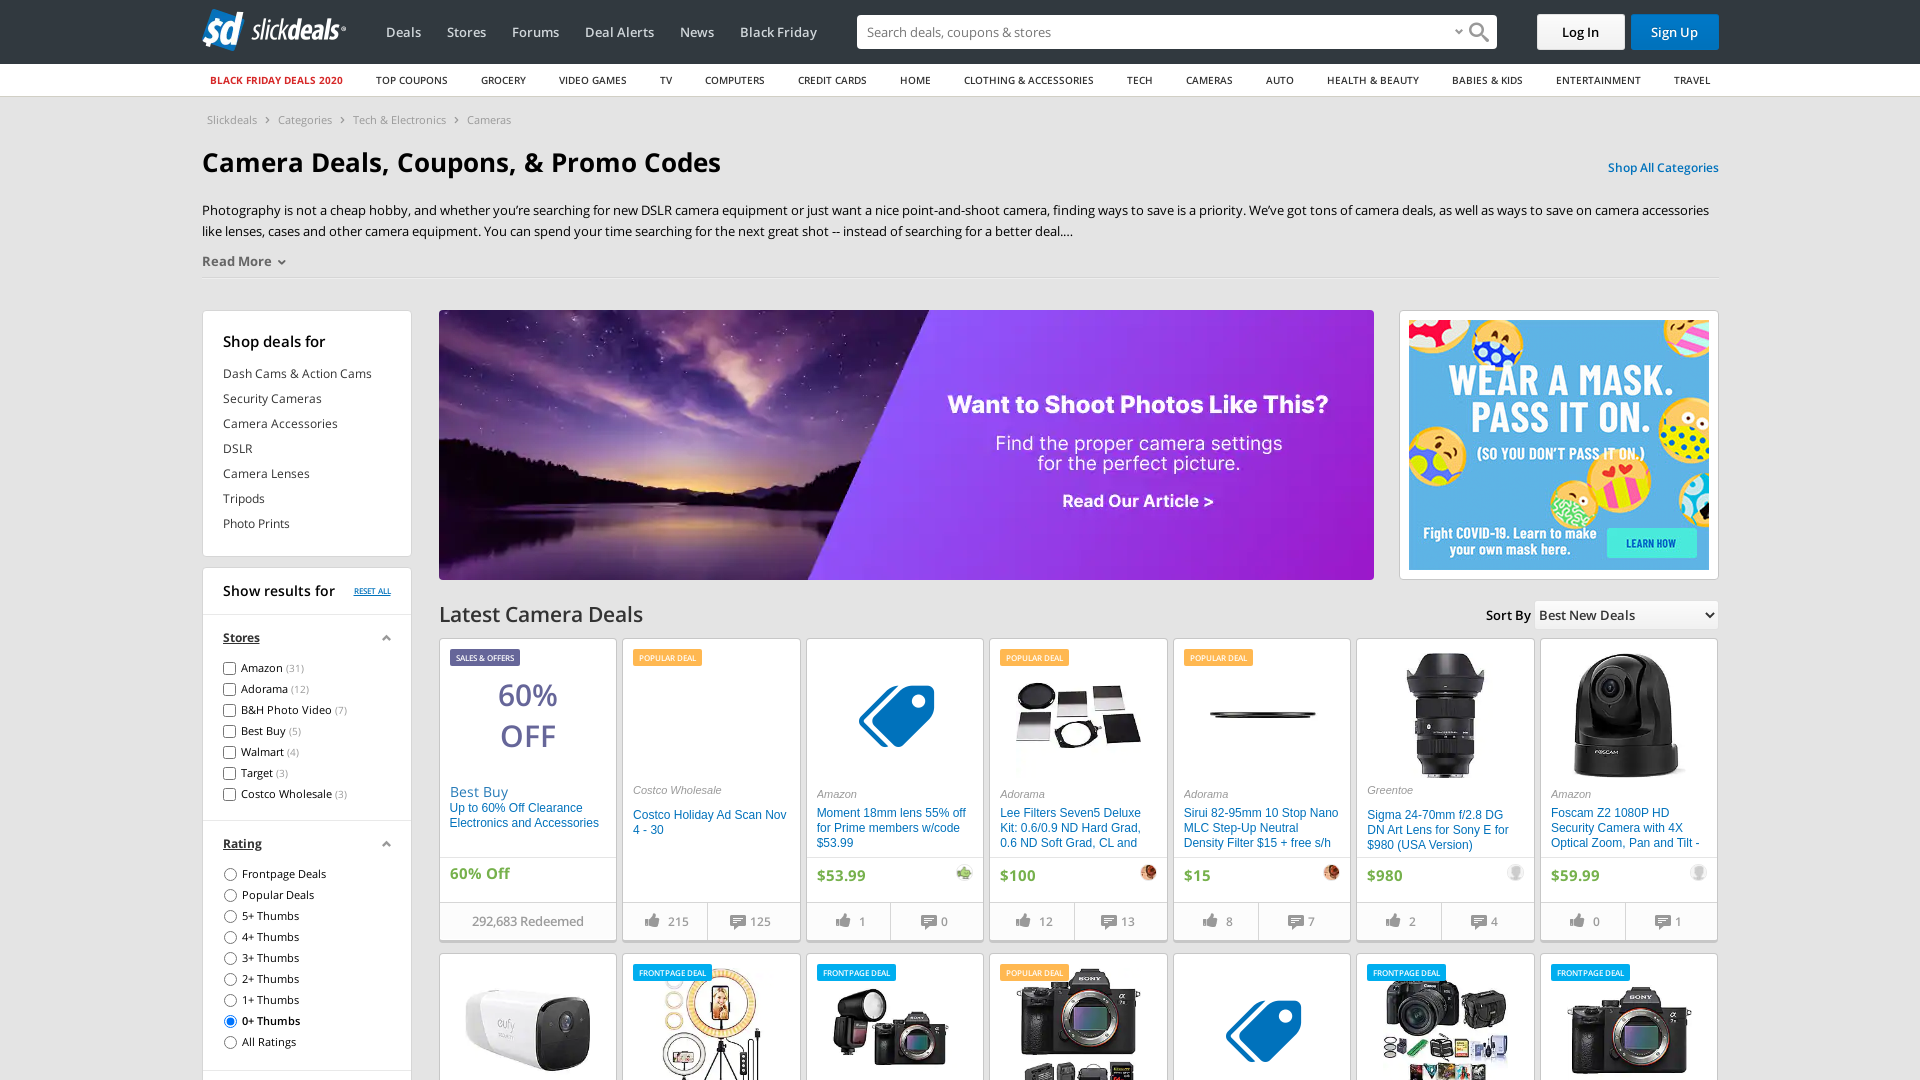 sd slickdeals
Deals
Stores
Forums
Deal Alerts
News
Black Friday
Search deals, coupons & stores
Log In
Sign Up
BLACK FRIDAY DEALS 2020
TOP COUPONS
GROCERY
VIDEO GAMES
TV
COMPUTERS
CREDIT CARDS
HOME
CLOTHING & ACCESSORIES
TECH
CAMERAS
AUTO
HEALTH & BEAUTY
BABIES & KIDS
ENTERTAINMENT
TRAVEL
Slickdeals > Categories > Tech & Electronics > Cameras
Camera Deals, Coupons, & Promo Codes
Shop All Categories
Photography is not a cheap hobby, and whether you’re searching for new DSLR camera equipment or just want a nice point-and-shoot camera, finding ways to save is a priority. We’ve got tons of camera deals, as well as ways to save on camera accessories
like lenses, cases and other camera equipment. You can spend your time searching for the next great shot -- instead of searching for a better deal....
Read More
Shop deals for
Dash Cams & Action Cams
Security Cameras
Camera Accessories
DSLR
Camera Lenses
Tripods
Photo Prints
Want to Shoot Photos Like This?
Find the proper camera settings
for the perfect picture.
Read Our Article >
WEAR A MASK.
PASS IT ON.
(SO YOU DON'T PASS IT ON.)
Fight COVID-19. Learn to make
your own mask here.
LEARN HOW
Show results for
RESET ALL
Stores
Amazon (31)
Adorama (12)
B&H Photo Video (7)
Best Buy (5)
Walmart (4)
Target (3)
Costco Wholesale (3)
Rating
Frontpage Deals
Popular Deals
5+ Thumbs
4+ Thumbs
3+ Thumbs
2+ Thumbs
1+ Thumbs
0+ Thumbs
All Ratings
Latest Camera Deals
Sort By
Best New Deals
SALES & OFFERS
60%
OFF
Best Buy
Up to 60% Off Clearance
Electronics and Accessories
60% Off
292,683 Redeemed
POPULAR DEAL
Costco Wholesale
Costco Holiday Ad Scan Nov
4 - 30
215
125
Amazon
Moment 18mm lens 55% off
for Prime members w/code
$53.99
$53.99
1
0
POPULAR DEAL
Adorama
Lee Filters Seven5 Deluxe
Kit: 0.6/0.9 ND Hard Grad,
0.6 ND Soft Grad, CL and
$100
12
13
POPULAR DEAL
Adorama
Sirui 82-95mm 10 Stop Nano
MLC Step-Up Neutral
Density Filter $15 + free s/h
$15
8
7
Greentoe
Sigma 24-70mm f/2.8 DG
DN Art Lens for Sony E for
$980 (USA Version)
$980
2
4
FOSCAM
Amazon
Foscam Z2 1080P HD
Security Camera with 4X
Optical Zoom, Pan and Tilt -
$59.99
0
1
eufy
FRONTPAGE DEAL
FRONTPAGE DEAL
POPULAR DEAL
SONY
FRONTPAGE DEAL
Canon
FRONTPAGE DEAL
SONY